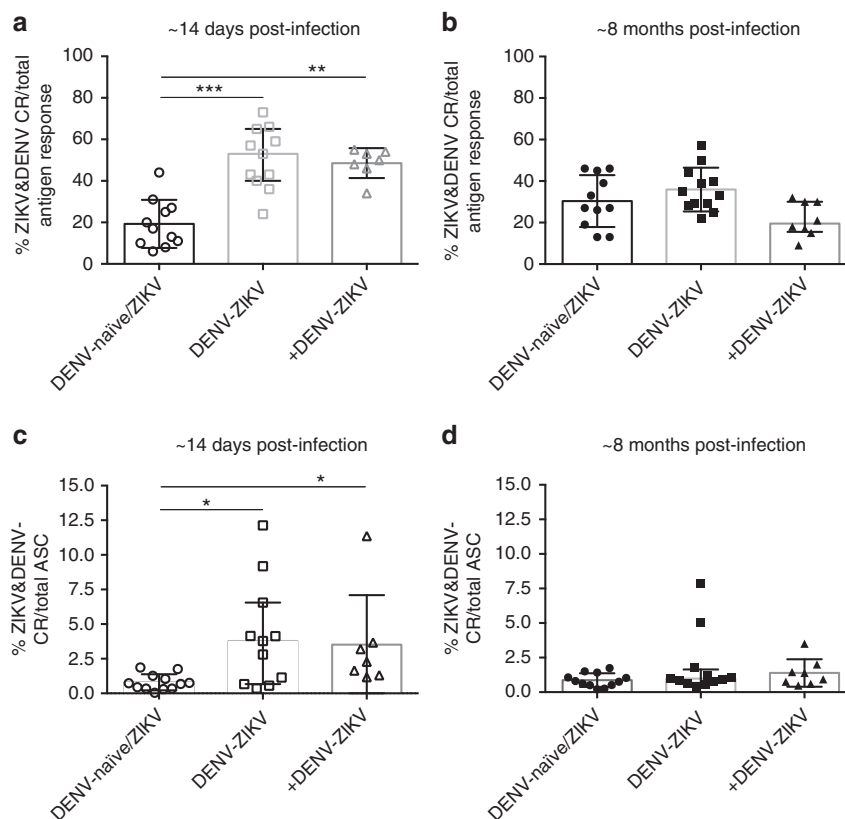 a
~14 days post-infection
% ZIKV&DENV CR/total
antigen response
100
80
60
40
20
0
**
***
DENV-naïve/ZIKV
DENV-ZIKV
+DENV-ZIKV
b
~8 months post-infection
% ZIKV&DENV CR/total
antigen response
100
80
60
40
20
0
DENV-naïve/ZIKV
DENV-ZIKV
+DENV-ZIKV
c
~14 days post-infection
% ZIKV&DENV-
CR/total ASC
15.0
12.5
10.0
7.5
5.0
2.5
0.0
*
*
DENV-naïve/ZIKV
DENV-ZIKV
+DENV-ZIKV
d
~8 months post-infection
% ZIKV&DENV-
CR/total ASC
15.0
12.5
10.0
7.5
5.0
2.5
0.0
DENV-naïve/ZIKV
DENV-ZIKV
+DENV-ZIKV